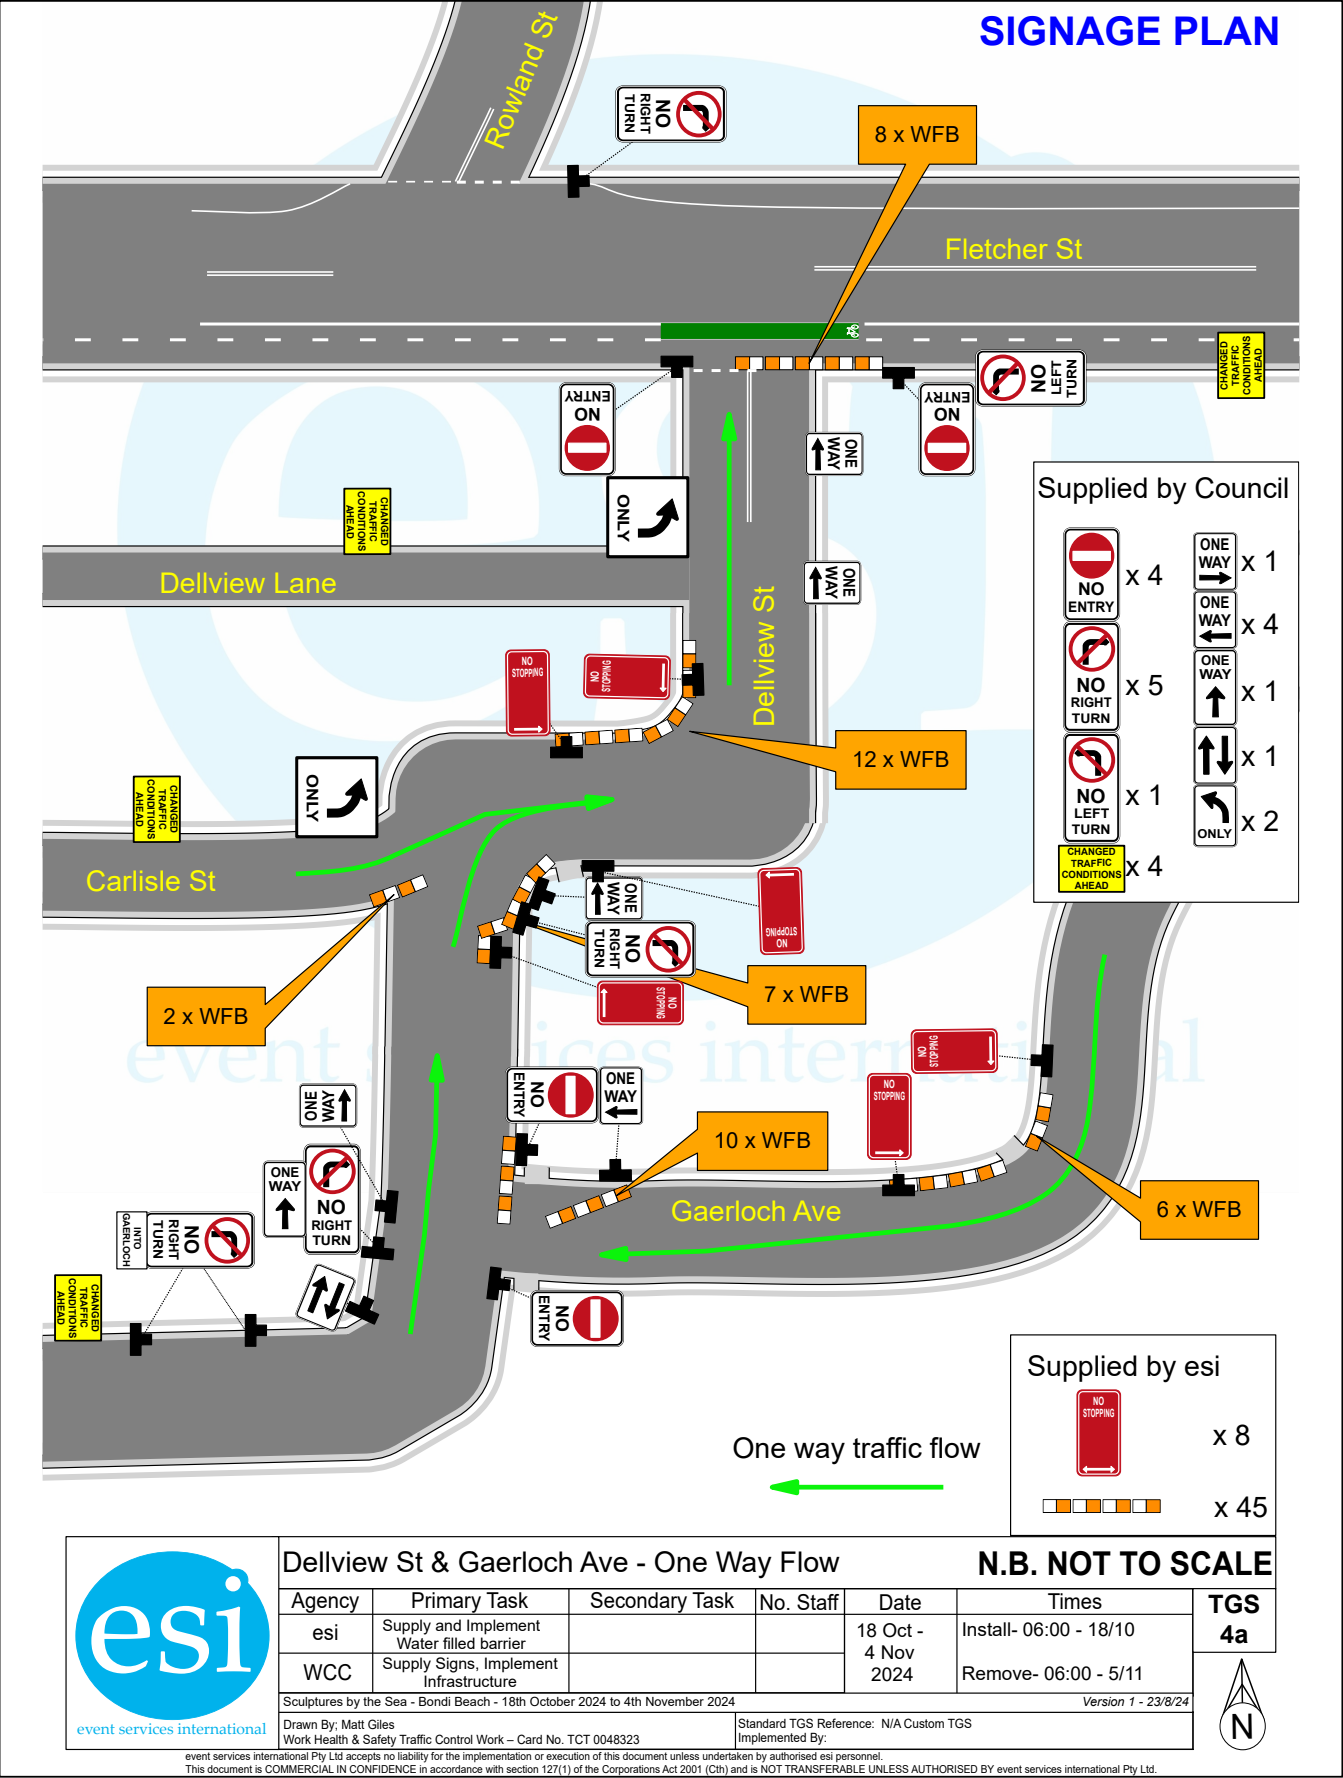 SIGNAGE PLAN
Rowland St
NO
RIGHT
TURN
8 x WFB
Fletcher St
CHANGED
TRAFFIC
CONDITIONS
AHEAD
NO
LEFT
TURN
NO
ENTRY
NO
ENTRY
ONE
WAY
ONLY
CHANGED
TRAFFIC
CONDITIONS
AHEAD
Dellview Lane
ONE
WAY
Dellview St
NO
STOPPING
NO
STOPPING
12 x WFB
ONLY
CHANGED
TRAFFIC
CONDITIONS
AHEAD
Carlisle St
ONE
WAY
NO
RIGHT
TURN
NO
STOPPING
NO
STOPPING
7 x WFB
2 x WFB
event services international
NO
STOPPING
NO
STOPPING
NO
ENTRY
ONE
WAY
10 x WFB
Gaerloch Ave
6 x WFB
ONE
WAY
ONE
WAY
NO
RIGHT
TURN
INTO
GAERLOCH
NO
RIGHT
TURN
CHANGED
TRAFFIC
CONDITIONS
AHEAD
NO
ENTRY
Supplied by Council
NO
ENTRY
x 4
ONE
WAY
x 1
NO
RIGHT
TURN
x 5
ONE
WAY
x 4
ONE
WAY
x 1
NO
LEFT
TURN
x 1
x 1
ONLY
x 2
CHANGED
TRAFFIC
CONDITIONS
AHEAD
x 4
Supplied by esi
NO
STOPPING
x 8
x 45
One way traffic flow
esi
event services international
Dellview St & Gaerloch Ave - One Way Flow
N.B. NOT TO SCALE
Agency Primary Task Secondary Task No. Staff Date Times
esi Supply and Implement
Water filled barrier
WCC Supply Signs, Implement
Infrastructure
18 Oct -
4 Nov
2024
Install- 06:00 - 18/10
Remove- 06:00 - 5/11
TGS
4a
N
Sculptures by the Sea - Bondi Beach - 18th October 2024 to 4th November 2024
Version 1 - 23/8/24
Drawn By; Matt Giles
Work Health & Safety Traffic Control Work – Card No. TCT 0048323
Standard TGS Reference: N/A Custom TGS
Implemented By:
event services international Pty Ltd accepts no liability for the implementation or execution of this document unless undertaken by authorised esi personnel.
This document is COMMERCIAL IN CONFIDENCE in accordance with section 127(1) of the Corporations Act 2001 (Cth) and is NOT TRANSFERABLE UNLESS AUTHORISED BY event services international Pty Ltd.